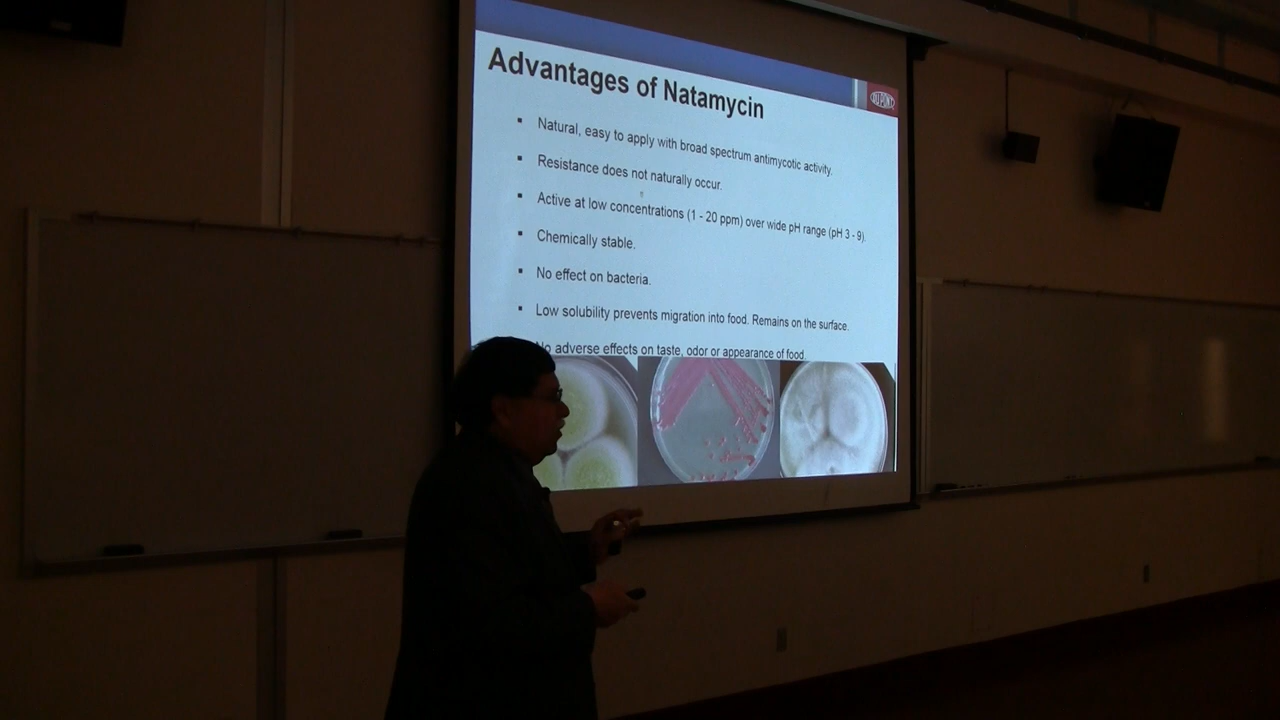 Advantages of Natamycin
DUPONT
Natural, easy to apply with broad spectrum antimycotic activity.
Resistance does not naturally occur.
Active at low concentrations (1 - 20 ppm) over wide pH range (pH 3 - 9).
Chemically stable.
No effect on bacteria.
Low solubility prevents migration into food. Remains on the surface.
No adverse effects on taste, odor or appearance of food.